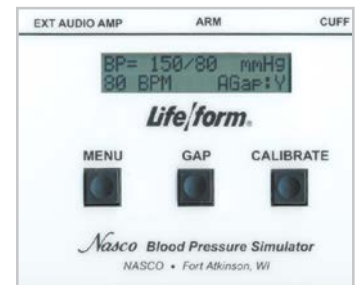 EXT AUDIO AMP ARM CUFF
BP= 150/80 mmHg
80 BPM AGap:Y
Life/form®
MENU GAP CALIBRATE
Nasco Blood Pressure Simulator
NASCO • Fort Atkinson, WI